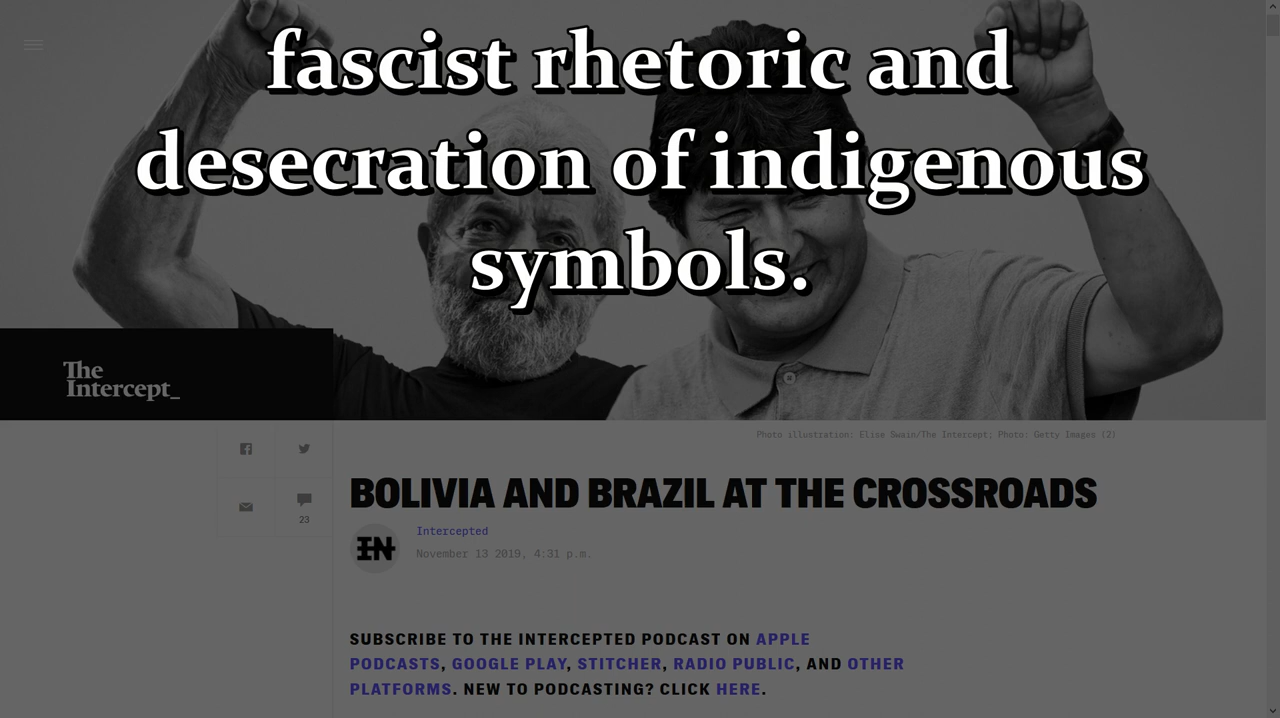 fascist rhetoric and
desecration of indigenous
symbols.
The
Intercept_
Photo illustration: Elise Swain/The Intercept; Photo: Getty Images (2)
23
BOLIVIA AND BRAZIL AT THE CROSSROADS
IN
Intercepted
November 13 2019, 4:31 p.m.
SUBSCRIBE TO THE INTERCEPTED PODCAST ON APPLE
PODCASTS, GOOGLE PLAY, STITCHER, RADIO PUBLIC, AND OTHER
PLATFORMS. NEW TO PODCASTING? CLICK HERE.